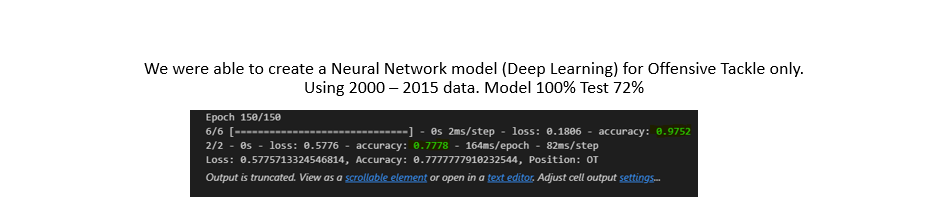 We were able to create a Neural Network model (Deep Learning) for Offensive Tackle only.
Using 2000 – 2015 data. Model 100% Test 72%
Epoch 150/150
6/6 [==============================] - 0s 2ms/step - loss: 0.1806 - accuracy: 0.9752
2/2 - 0s - loss: 0.5776 - accuracy: 0.7778 - 164ms/epoch - 82ms/step
Loss: 0.5775713324546814, Accuracy: 0.7777777910232544, Position: OT
Output is truncated. View as a scrollable element or open in a text editor. Adjust cell output settings...